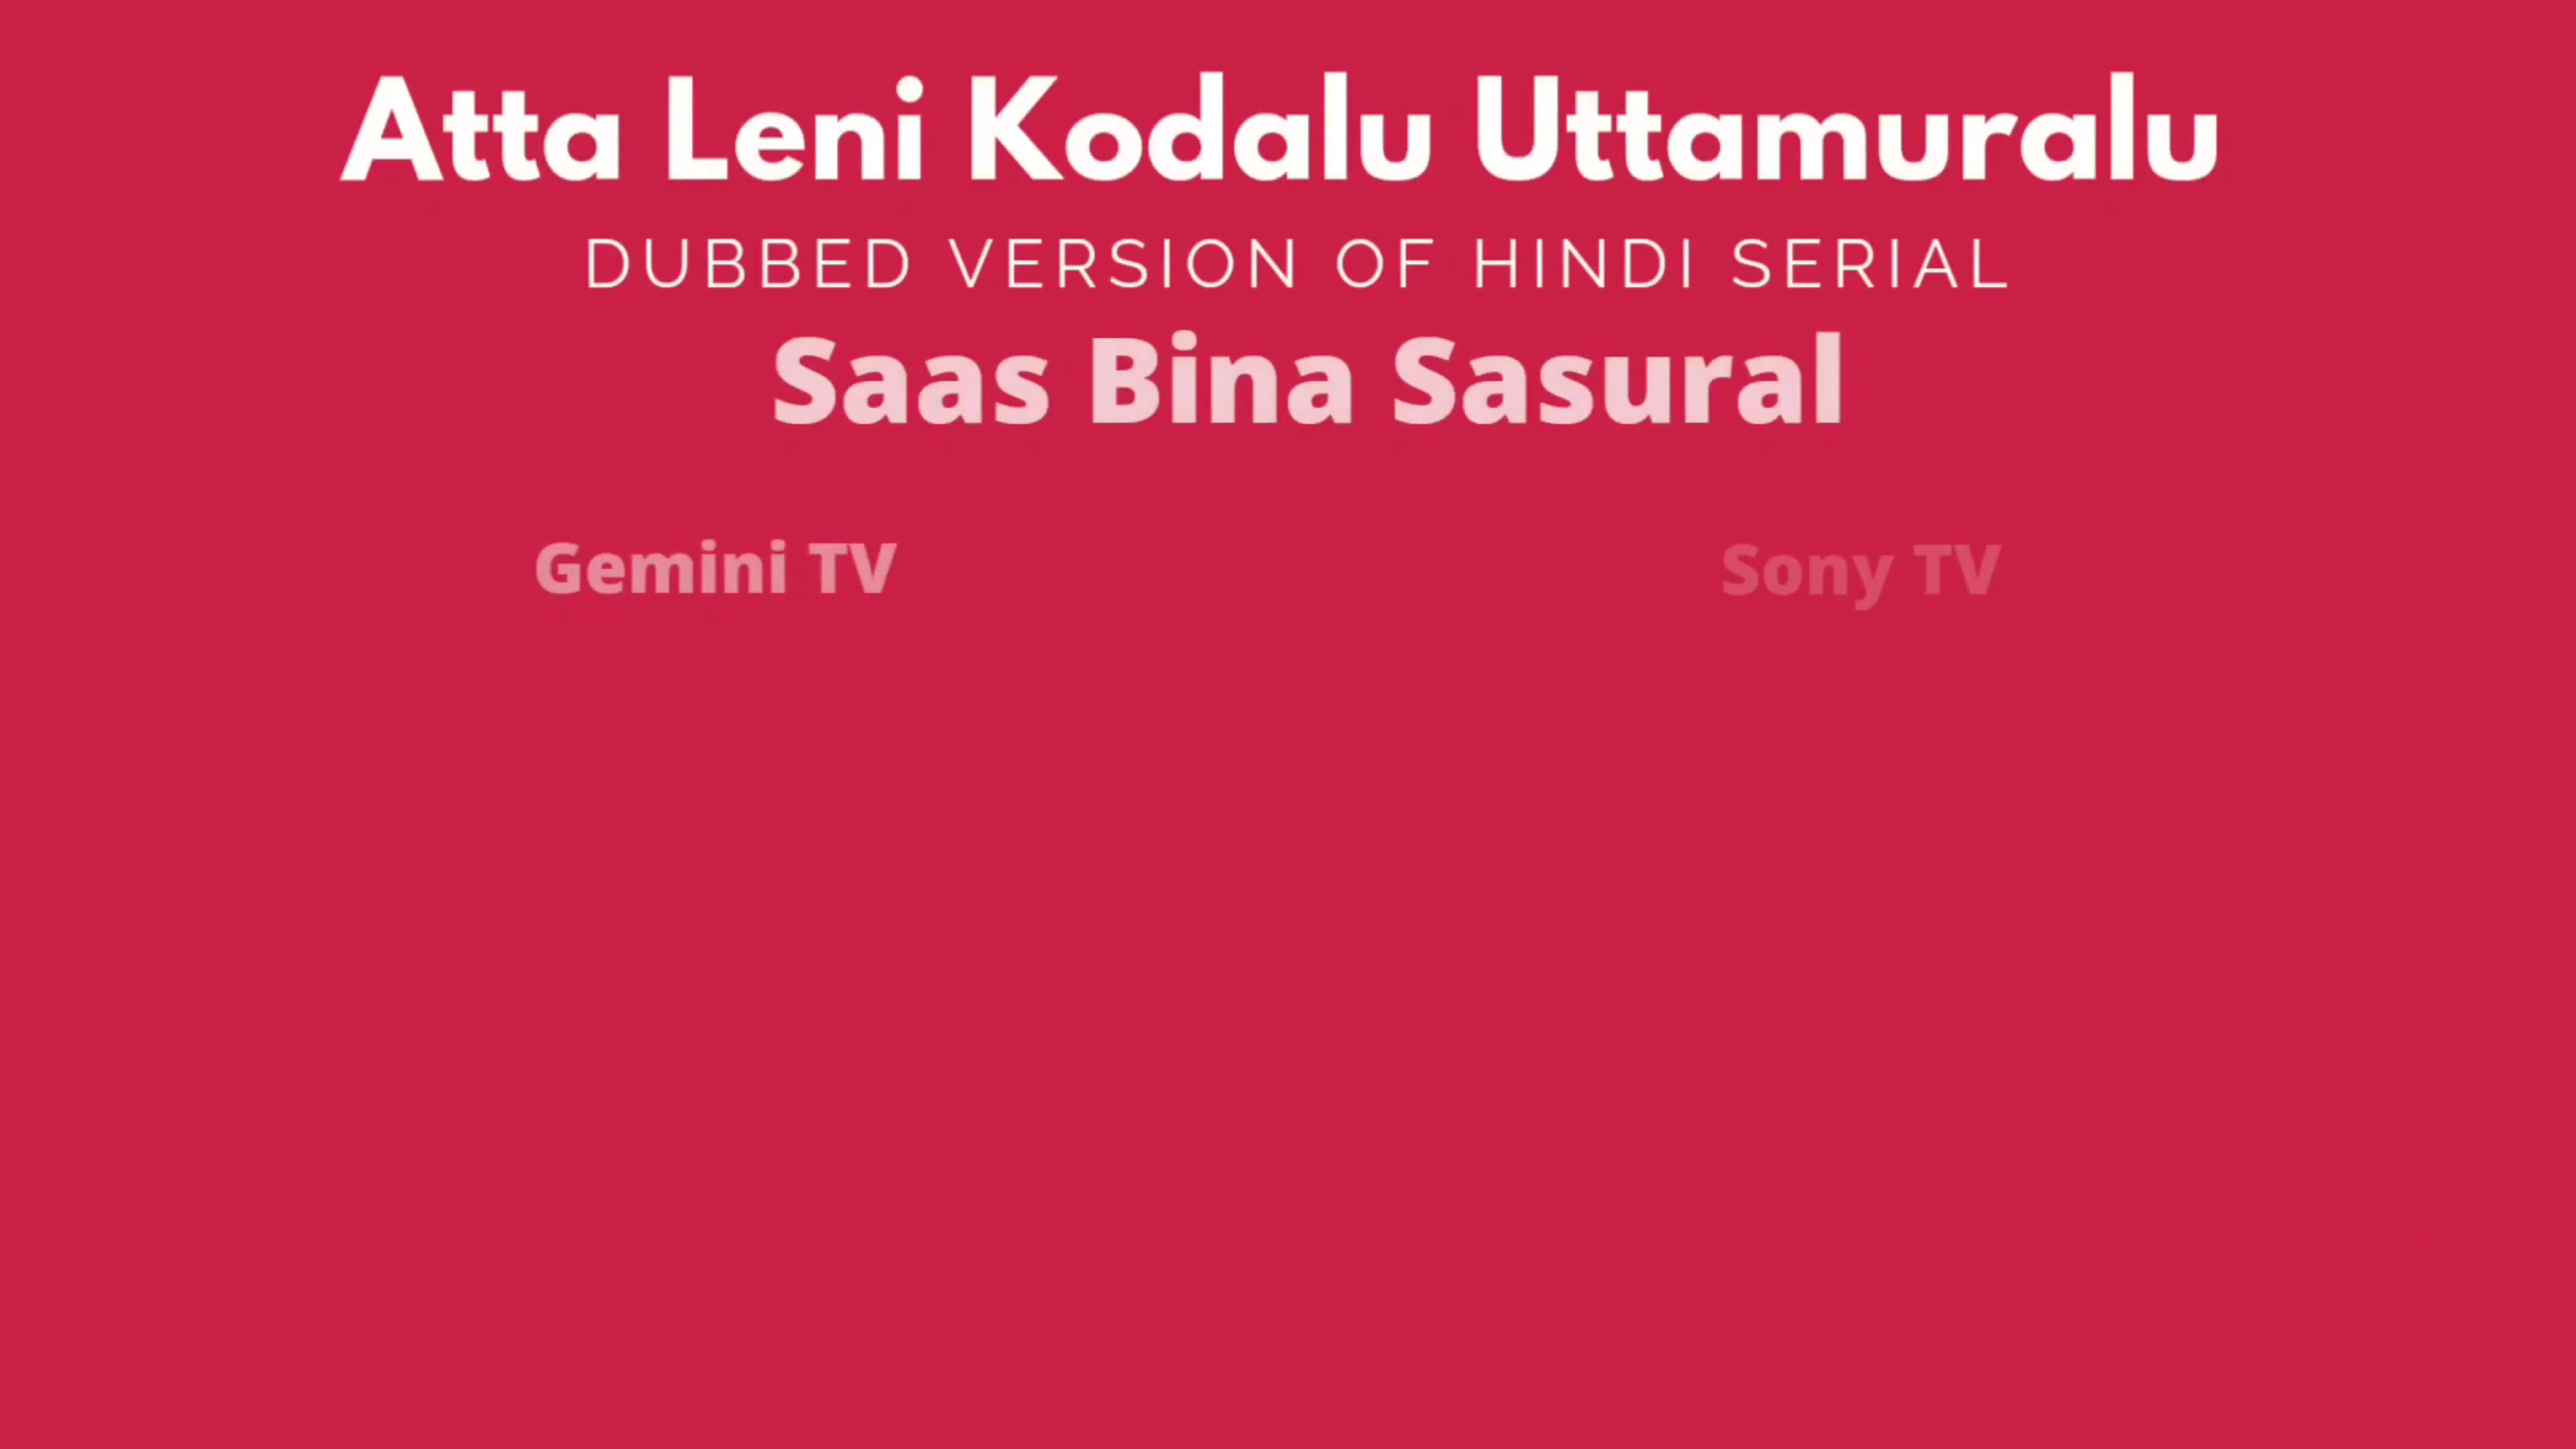 Atta Leni Kodalu Uttamuralu
DUBBED VERSION OF HINDI SERIAL
Saas Bina Sasural
Gemini TV
Sony TV